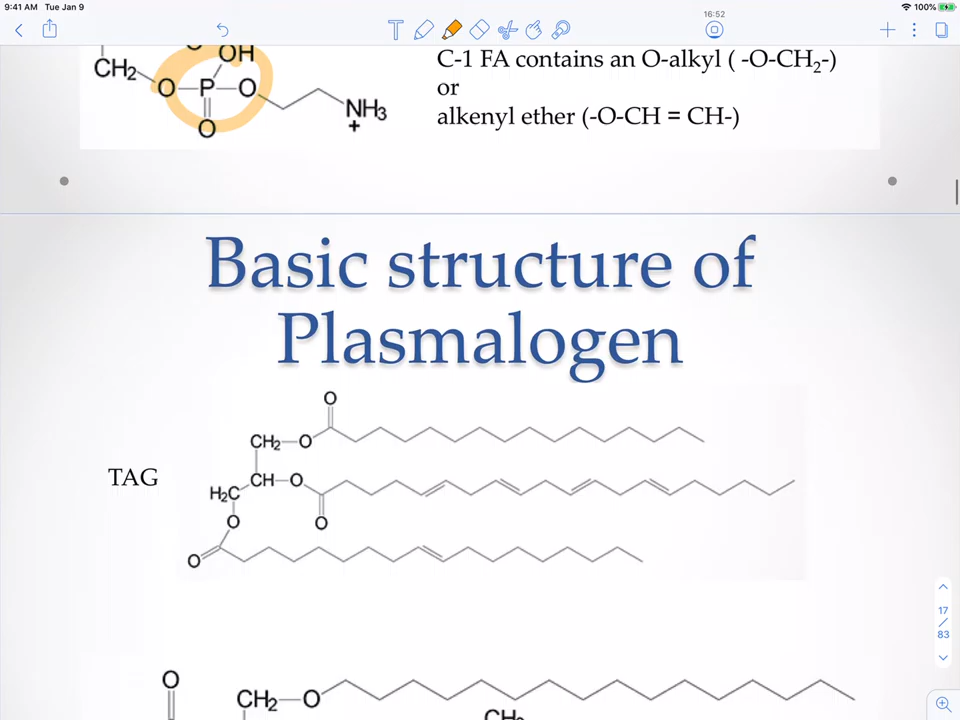 9:41 AM Tue Jan 9
100%
16:52
T
OH
CH2
O
P
O
O
NH3
+
C-1 FA contains an O-alkyl ( -O-CH2-)
or
alkenyl ether (-O-CH = CH-)
Basic structure of
Plasmalogen
TAG
O
CH2
O
CH
O
H2C
O
O
O
17
/
83
O
CH2
O